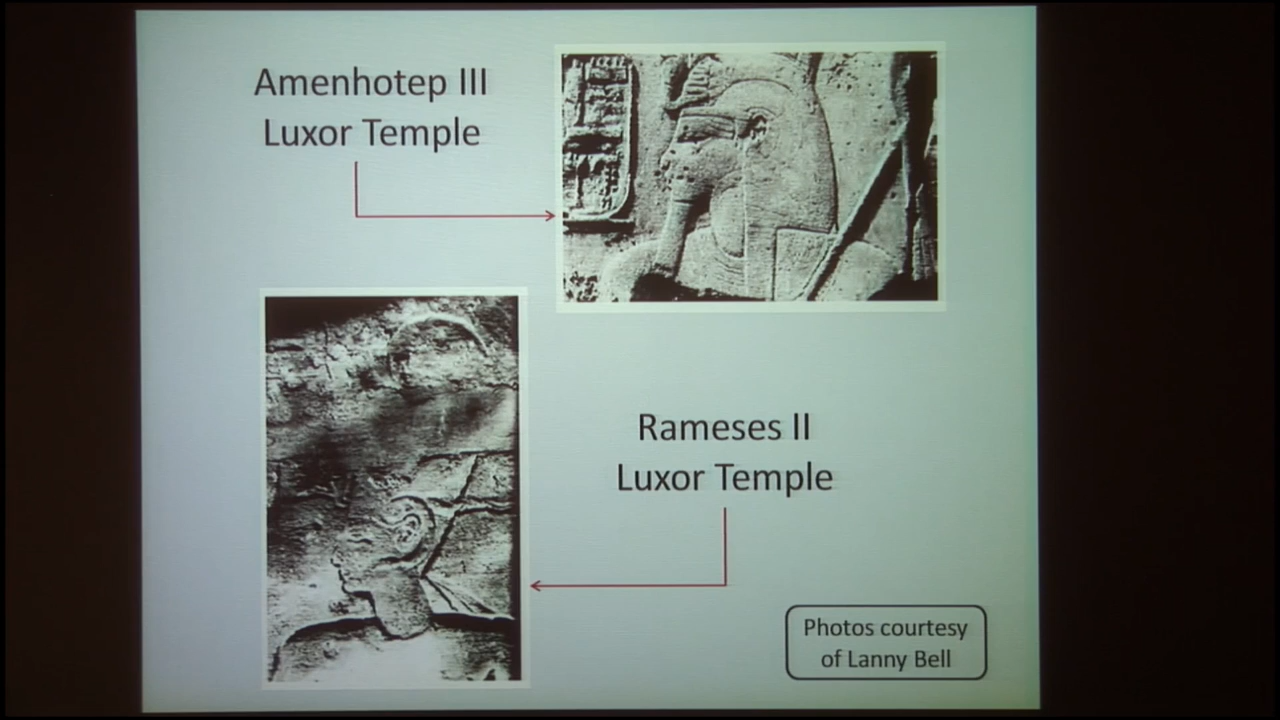 Amenhotep III
Luxor Temple
Rameses II
Luxor Temple
Photos courtesy
of Lanny Bell